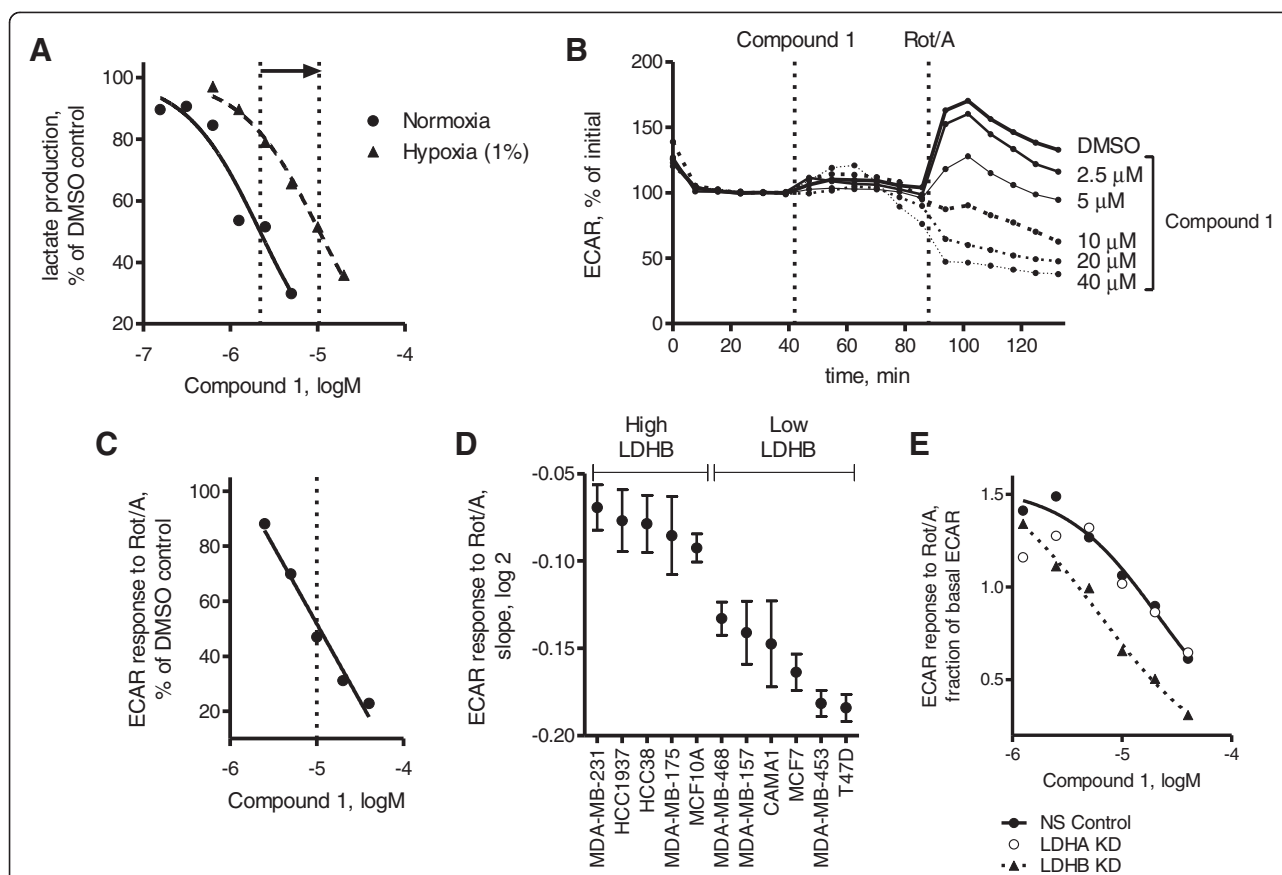 A
lactate production,
% of DMSO control
100
80
60
40
20
-7
-6
-5
-4
Compound 1, logM
Normoxia
Hypoxia (1%)
B
Compound 1
Rot/A
ECAR, % of initial
200
150
100
50
0
0
20
40
60
80
100
120
time, min
DMSO
2.5 μM
5 μM
10 μM
20 μM
40 μM
Compound 1
C
ECAR response to Rot/A,
% of DMSO control
100
80
60
40
20
-6
-5
-4
Compound 1, logM
D
High
LDHB
Low
LDHB
ECAR response to Rot/A,
slope, log 2
-0.05
-0.10
-0.15
-0.20
MDA-MB-231
HCC1937
HCC38
MDA-MB-175
MCF10A
MDA-MB-468
MDA-MB-157
CAMA1
MCF7
MDA-MB-453
T47D
E
ECAR reponse to Rot/A,
fraction of basal ECAR
1.5
1.0
0.5
-6
-5
-4
Compound 1, logM
NS Control
LDHA KD
LDHB KD